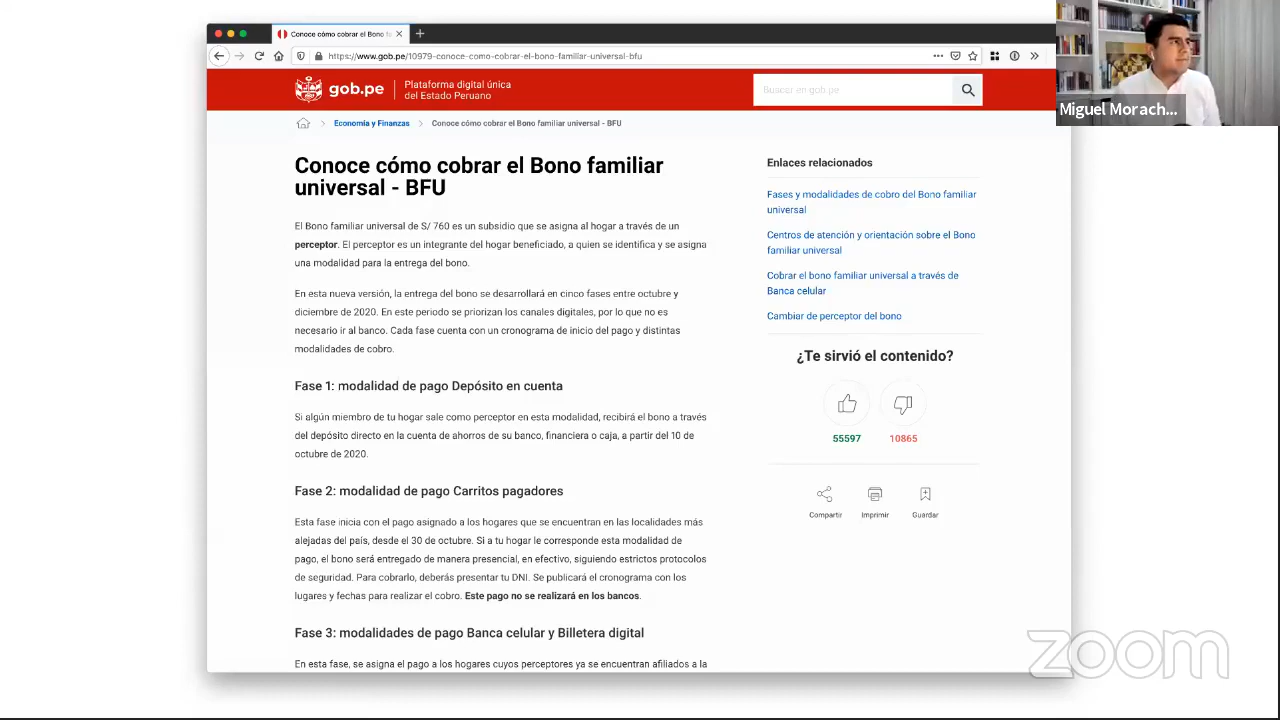 Conoce cómo cobrar el Bono fa
https://www.gob.pe/10979-conoce-como-cobrar-el-bono-familiar-universal-bfu
gob.pe
Plataforma digital única
del Estado Peruano
Buscar en gob.pe
Miguel Morach...
Economía y Finanzas
Conoce cómo cobrar el Bono familiar universal - BFU
Conoce cómo cobrar el Bono familiar
universal - BFU
El Bono familiar universal de S/ 760 es un subsidio que se asigna al hogar a través de un
perceptor. El perceptor es un integrante del hogar beneficiado, a quien se identifica y se asigna
una modalidad para la entrega del bono.
En esta nueva versión, la entrega del bono se desarrollará en cinco fases entre octubre y
diciembre de 2020. En este periodo se priorizan los canales digitales, por lo que no es
necesario ir al banco. Cada fase cuenta con un cronograma de inicio del pago y distintas
modalidades de cobro.
Fase 1: modalidad de pago Depósito en cuenta
Si algún miembro de tu hogar sale como perceptor en esta modalidad, recibirá el bono a través
del depósito directo en la cuenta de ahorros de su banco, financiera o caja, a partir del 10 de
octubre de 2020.
Fase 2: modalidad de pago Carritos pagadores
Esta fase inicia con el pago asignado a los hogares que se encuentran en las localidades más
alejadas del país, desde el 30 de octubre. Si a tu hogar le corresponde esta modalidad de
pago, el bono será entregado de manera presencial, en efectivo, siguiendo estrictos protocolos
de seguridad. Para cobrarlo, deberás presentar tu DNI. Se publicará el cronograma con los
lugares y fechas para realizar el cobro. Este pago no se realizará en los bancos.
Fase 3: modalidades de pago Banca celular y Billetera digital
En esta fase, se asigna el pago a los hogares cuyos perceptores ya se encuentran afiliados a la
Enlaces relacionados
Fases y modalidades de cobro del Bono familiar
universal
Centros de atención y orientación sobre el Bono
familiar universal
Cobrar el bono familiar universal a través de
Banca celular
Cambiar de perceptor del bono
¿Te sirvió el contenido?
55597
10865
Compartir
Imprimir
Guardar
zoom